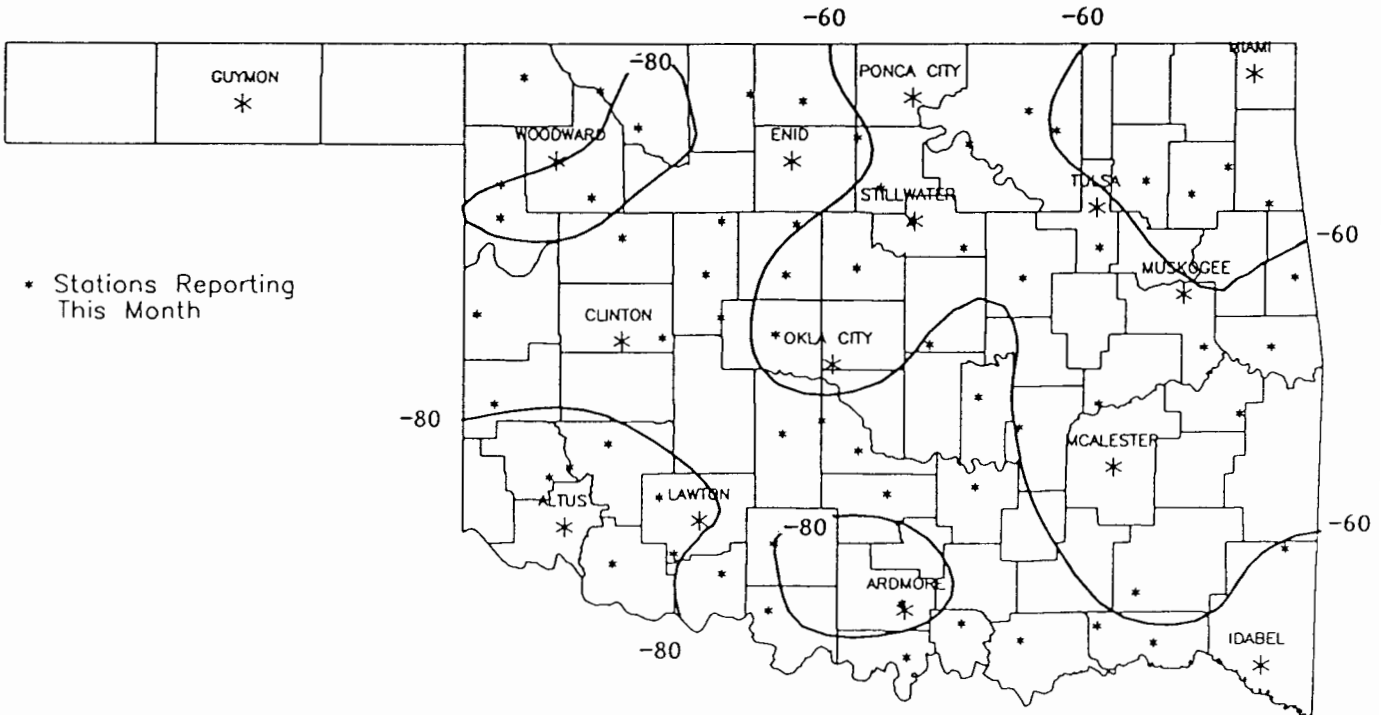 -60 -60
-80
MIAMI
GUYMON
PONCA CITY
WOODWARD
ENID
TULSA
STILLWATER
-60
MUSKOGEE
* Stations Reporting
This Month
CLINTON
OKLA CITY
-80
MCALESTER
ALTUS
LAWTON
-80
-60
ARDMORE
IDABEL
-80